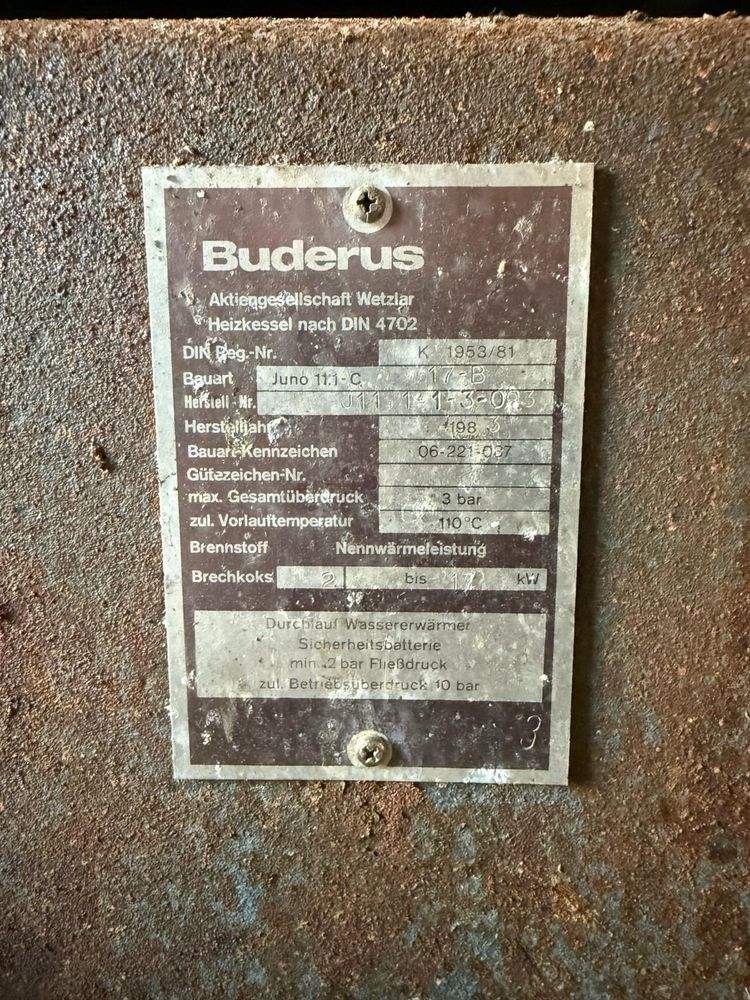 Buderus
Aktiengesellschaft Wetzlar
Heizkessel nach DIN 4702
DIN Reg.-Nr. K 1953/81
Bauart Juno 11.1-C 17-B
Herstell-Nr.
Herstelljahr 1983
Bauart-Kennzeichen 06-221-087
Gütezeichen-Nr.
max. Gesamtüberdruck 3 bar
zul. Vorlauftemperatur 110 °C
Brennstoff Nennwärmeleistung
Brechkoks 2 bis 17 kW
Durchlauf Wassererwärmer
Sicherheitsbatterie
min. 2 bar Fließdruck
zul. Betriebsüberdruck 10 bar
3